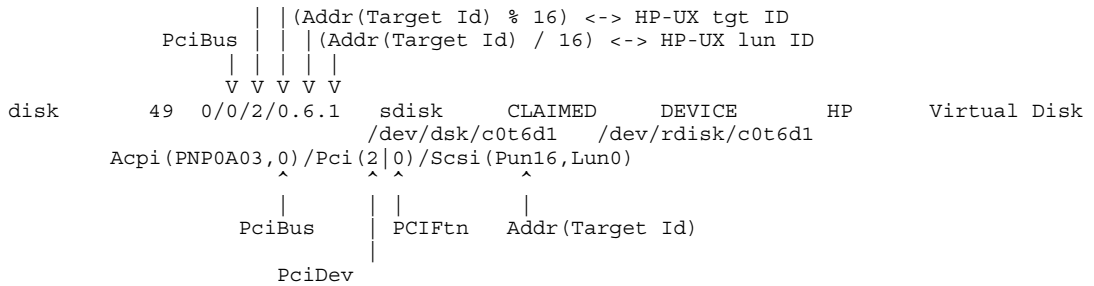 | |(Addr(Target Id) % 16) <-> HP-UX tgt ID
PciBus | | |(Addr(Target Id) / 16) <-> HP-UX lun ID
| | | | |
V V V V V
disk 49 0/0/2/0.6.1 sdisk CLAIMED DEVICE HP Virtual Disk
/dev/dsk/c0t6d1 /dev/rdisk/c0t6d1
Acpi(PNP0A03,0)/Pci(2|0)/Scsi(Pun16,Lun0)
^ ^ ^ ^
| | | |
PciBus | PCIFtn Addr(Target Id)
|
PciDev